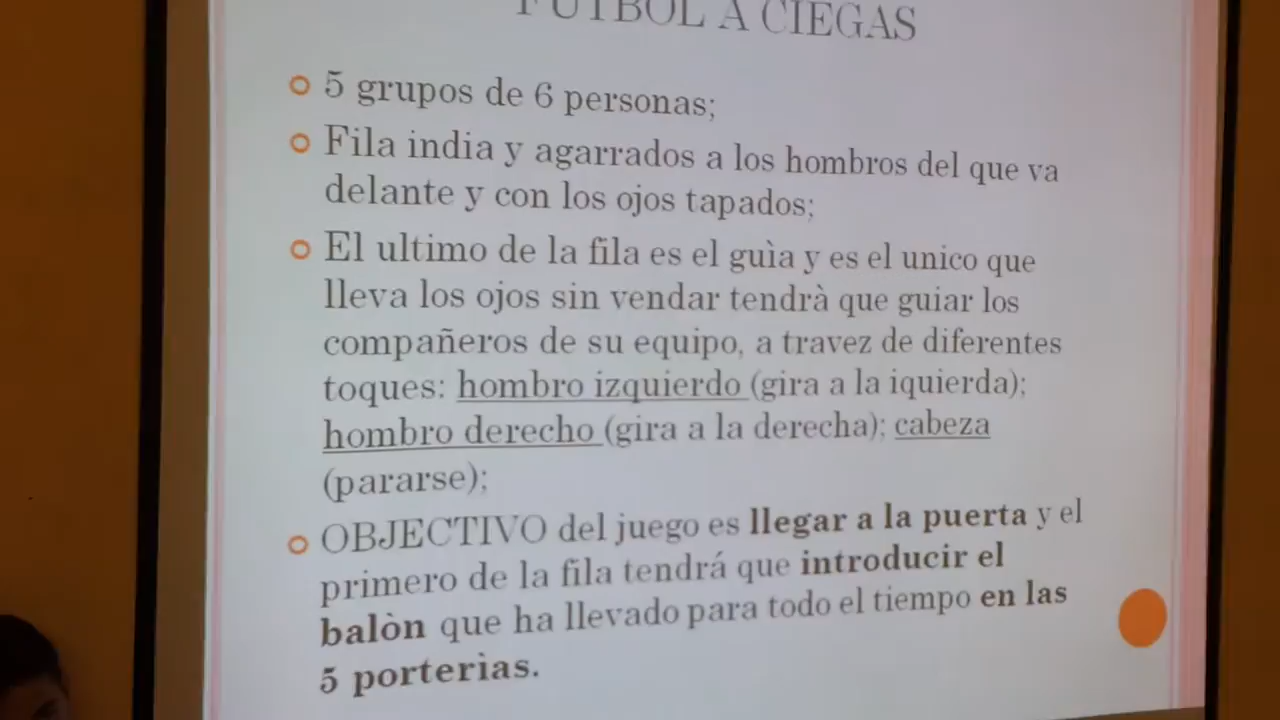 FUTBOL A CIEGAS
5 grupos de 6 personas;
Fila india y agarrados a los hombros del que va
delante y con los ojos tapados;
El ultimo de la fila es el guìa y es el unico que
lleva los ojos sin vendar tendrà que guiar los
compañeros de su equipo, a travez de diferentes
toques: hombro izquierdo (gira a la iquierda);
hombro derecho (gira a la derecha); cabeza
(pararse);
OBJECTIVO del juego es llegar a la puerta y el
primero de la fila tendrá que introducir el
balòn que ha llevado para todo el tiempo en las
5 porterìas.